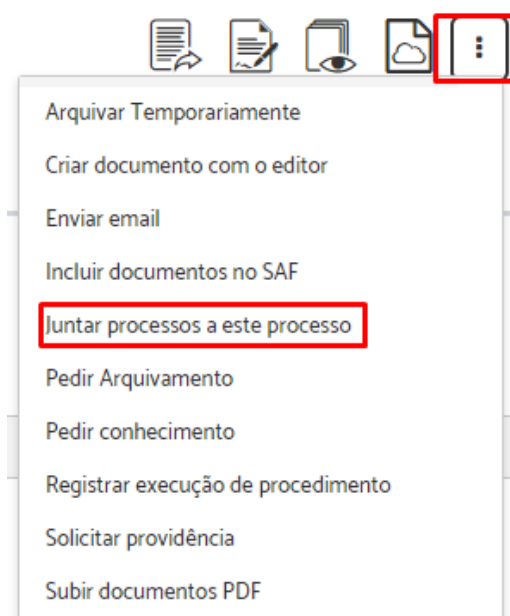 Arquivar Temporariamente
Criar documento com o editor
Enviar email
Incluir documentos no SAF
Juntar processos a este processo
Pedir Arquivamento
Pedir conhecimento
Registrar execução de procedimento
Solicitar providência
Subir documentos PDF